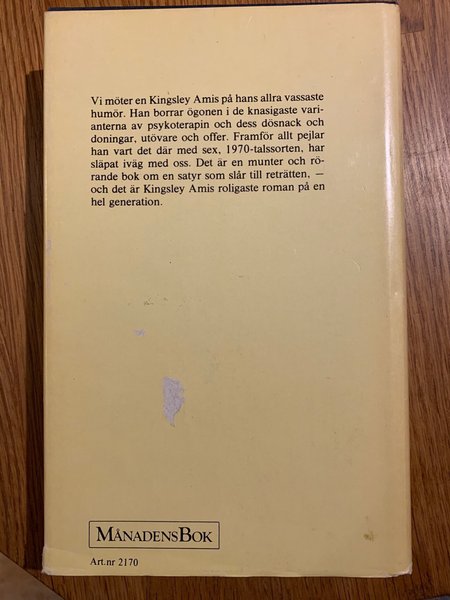 Vi möter en Kingsley Amis på hans allra vassaste
humör. Han borrar ögonen i de knasigaste vari-
anterna av psykoterapin och dess dösnack och
doningar, utövare och offer. Framför allt pejlar
han vart det där med sex, 1970-talssorten, har
släpat iväg med oss. Det är en munter och rö-
rande bok om en satyr som slår till reträtten, —
och det är Kingsley Amis roligaste roman på en
hel generation.
MÅNADENSBOK
Art.nr 2170